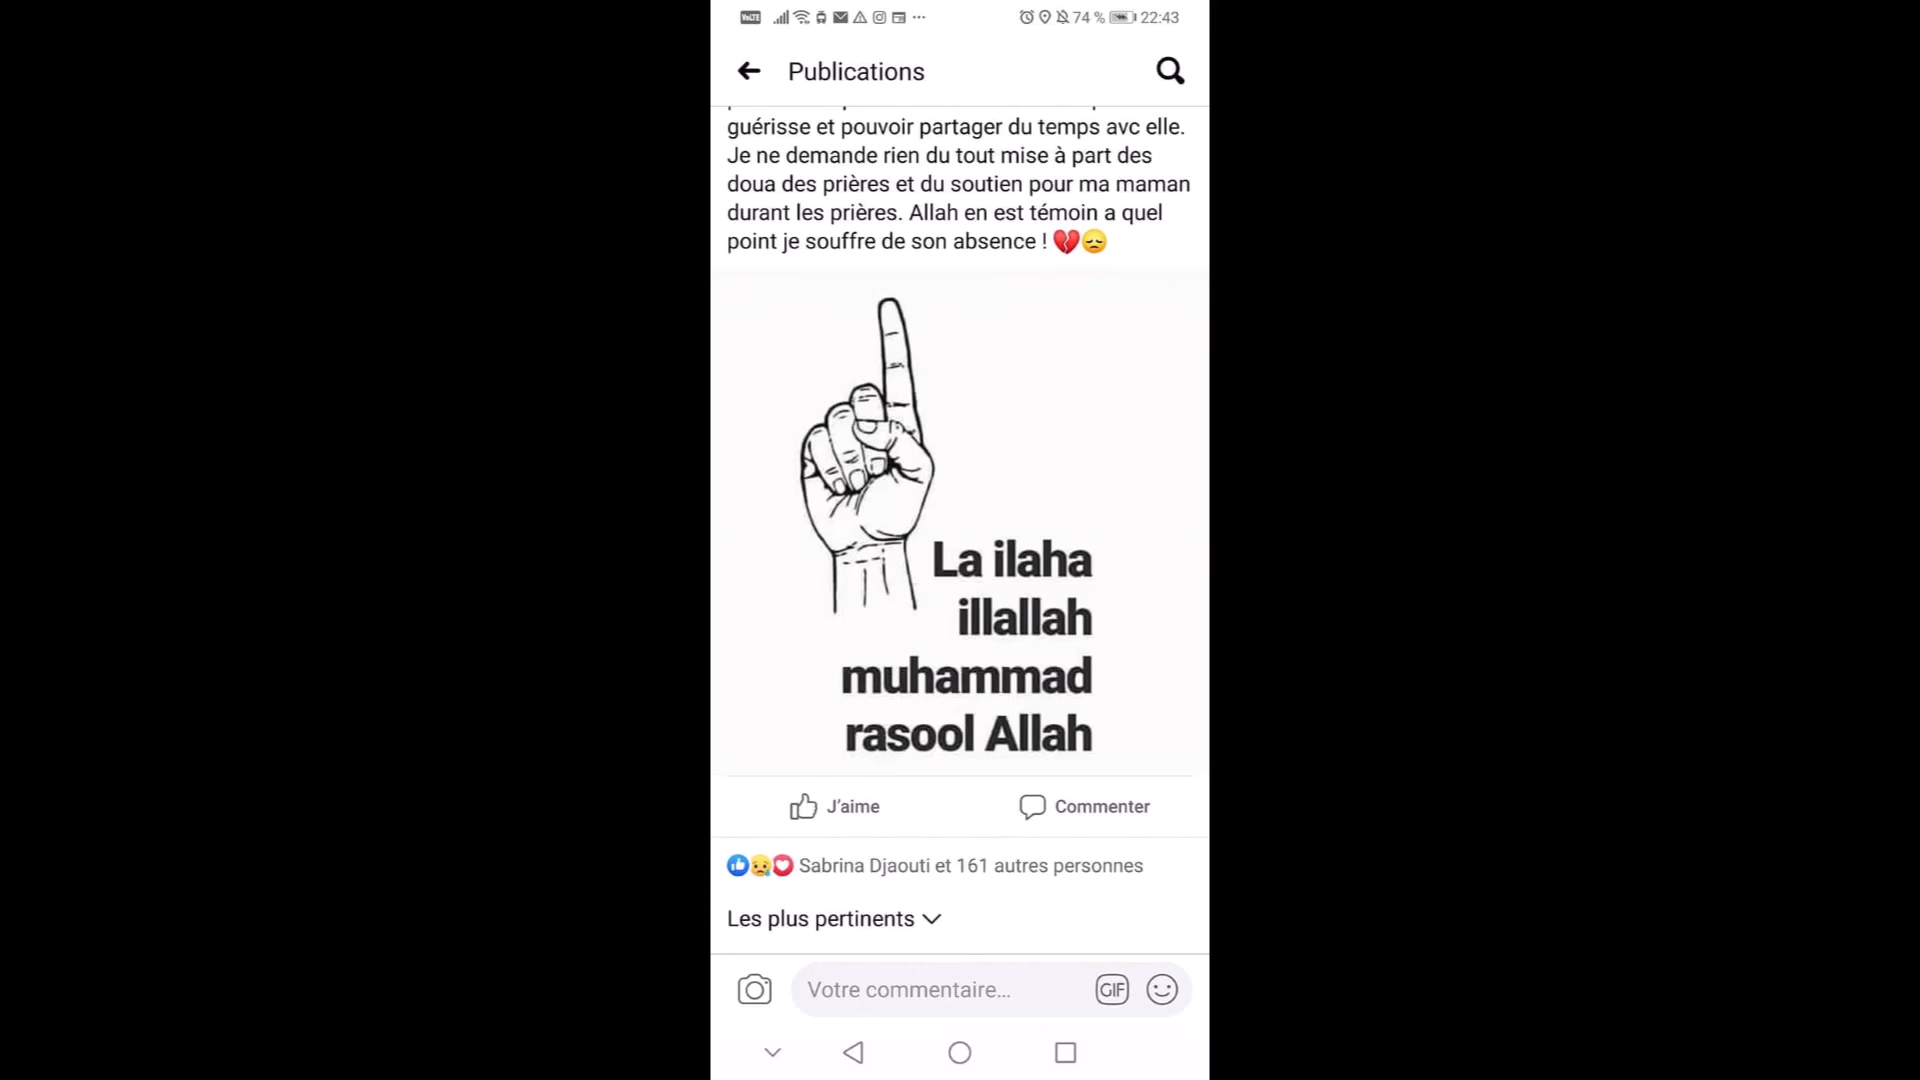 VoLTE 74 % 22:43
Publications
guérisse et pouvoir partager du temps avc elle.
Je ne demande rien du tout mise à part des
doua des prières et du soutien pour ma maman
durant les prières. Allah en est témoin a quel
point je souffre de son absence ! 💔😞
La ilaha
illallah
muhammad
rasool Allah
J'aime Commenter
Sabrina Djaouti et 161 autres personnes
Les plus pertinents
Votre commentaire... GIF